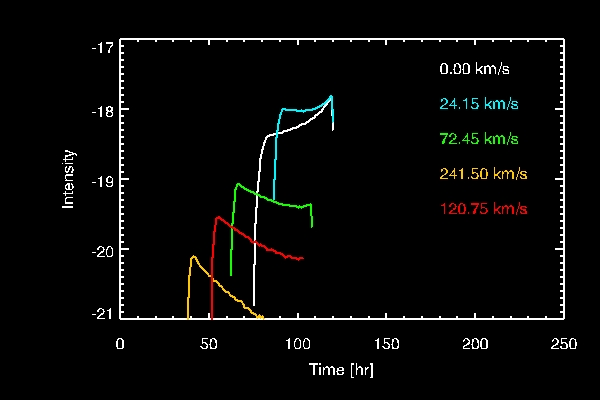 -17
0.00 km/s
24.15 km/s
-18
72.45 km/s
241.50 km/s
-19
120.75 km/s
Intensity
-20
-21
0 50 100 150 200 250
Time [hr]